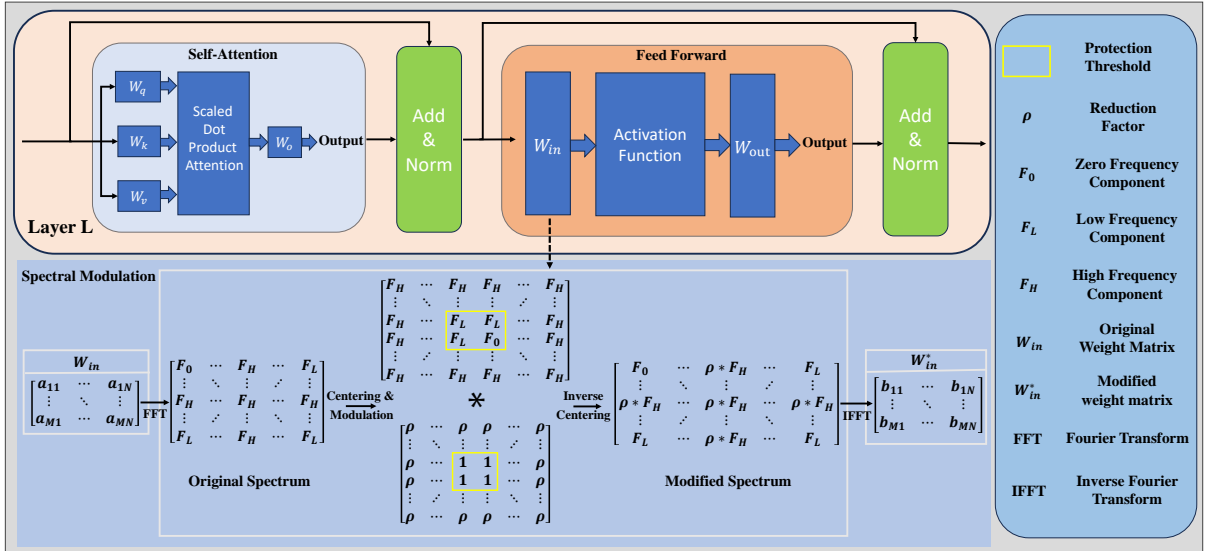 Self-Attention
W_q
W_k
W_v
Scaled
Dot
Product
Attention
W_o
Output
Add
&
Norm
Feed Forward
W_in
Activation
Function
W_out
Output
Add
&
Norm
Layer L
Spectral Modulation
W_in
a_11 ⋯ a_1N
⋮ ⋱ ⋮
a_M1 ⋯ a_MN
FFT
F_0 ⋯ F_H ⋯ F_L
⋮ ⋱ ⋮ ⋱ ⋮
F_H ⋯ F_H ⋯ F_H
⋮ ⋱ ⋮ ⋱ ⋮
F_L ⋯ F_H ⋯ F_L
Original Spectrum
Centering &
Modulation
F_H ⋯ F_H F_H ⋯ F_H
⋮ ⋱ ⋮ ⋮ ⋱ ⋮
F_H ⋯ F_L F_L ⋯ F_H
F_H ⋯ F_L F_0 ⋯ F_H
⋮ ⋱ ⋮ ⋮ ⋱ ⋮
F_H ⋯ F_H F_H ⋯ F_H
*
ρ ⋯ ρ ρ ⋯ ρ
⋮ ⋱ ⋮ ⋮ ⋱ ⋮
ρ ⋯ 1 1 ⋯ ρ
ρ ⋯ 1 1 ⋯ ρ
⋮ ⋱ ⋮ ⋮ ⋱ ⋮
ρ ⋯ ρ ρ ⋯ ρ
Inverse
Centering
F_0 ⋯ ρ * F_H ⋯ F_L
⋮ ⋱ ⋮ ⋱ ⋮
ρ * F_H ⋯ ρ * F_H ⋯ ρ * F_H
⋮ ⋱ ⋮ ⋱ ⋮
F_L ⋯ ρ * F_H ⋯ F_L
Modified Spectrum
IFFT
W*_in
b_11 ⋯ b_1N
⋮ ⋱ ⋮
b_M1 ⋯ b_MN
Protection
Threshold
ρ Reduction
Factor
F_0 Zero Frequency
Component
F_L Low Frequency
Component
F_H High Frequency
Component
W_in Original
Weight Matrix
W*_in Modified
weight matrix
FFT Fourier Transform
IFFT Inverse Fourier
Transform